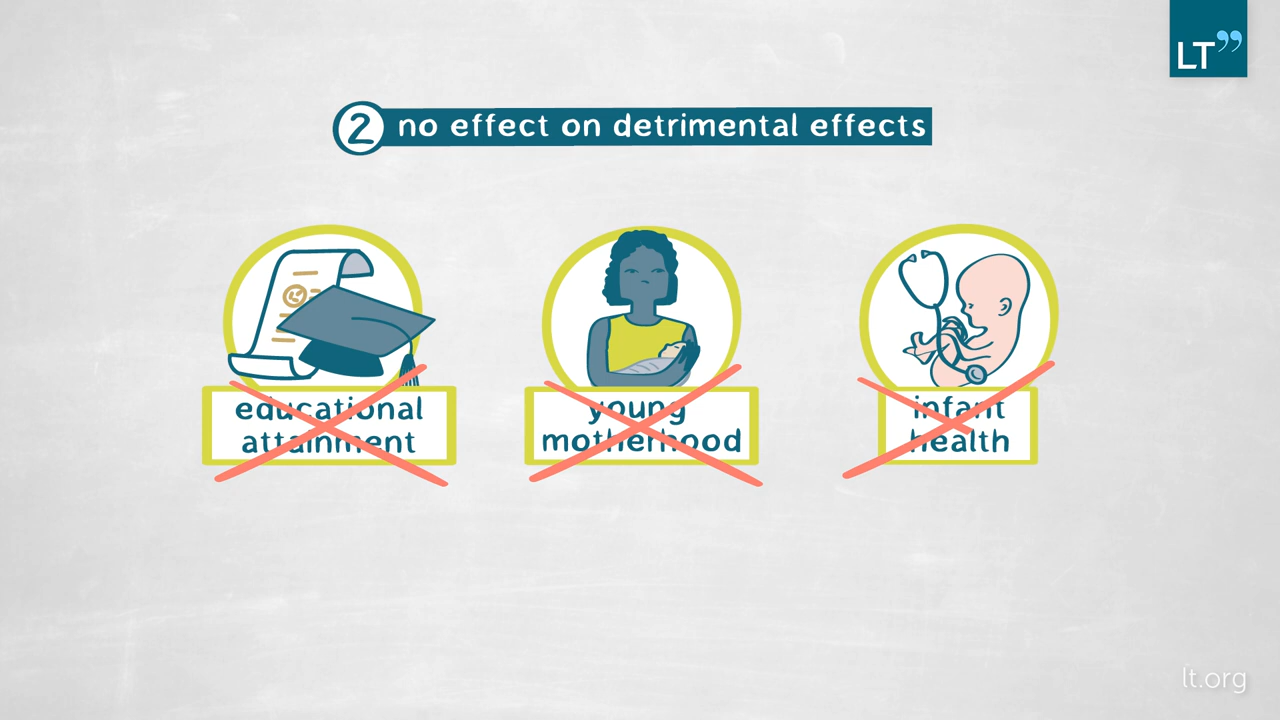 LT”
2 no effect on detrimental effects
educational
attainment
young
motherhood
infant
health
lt.org